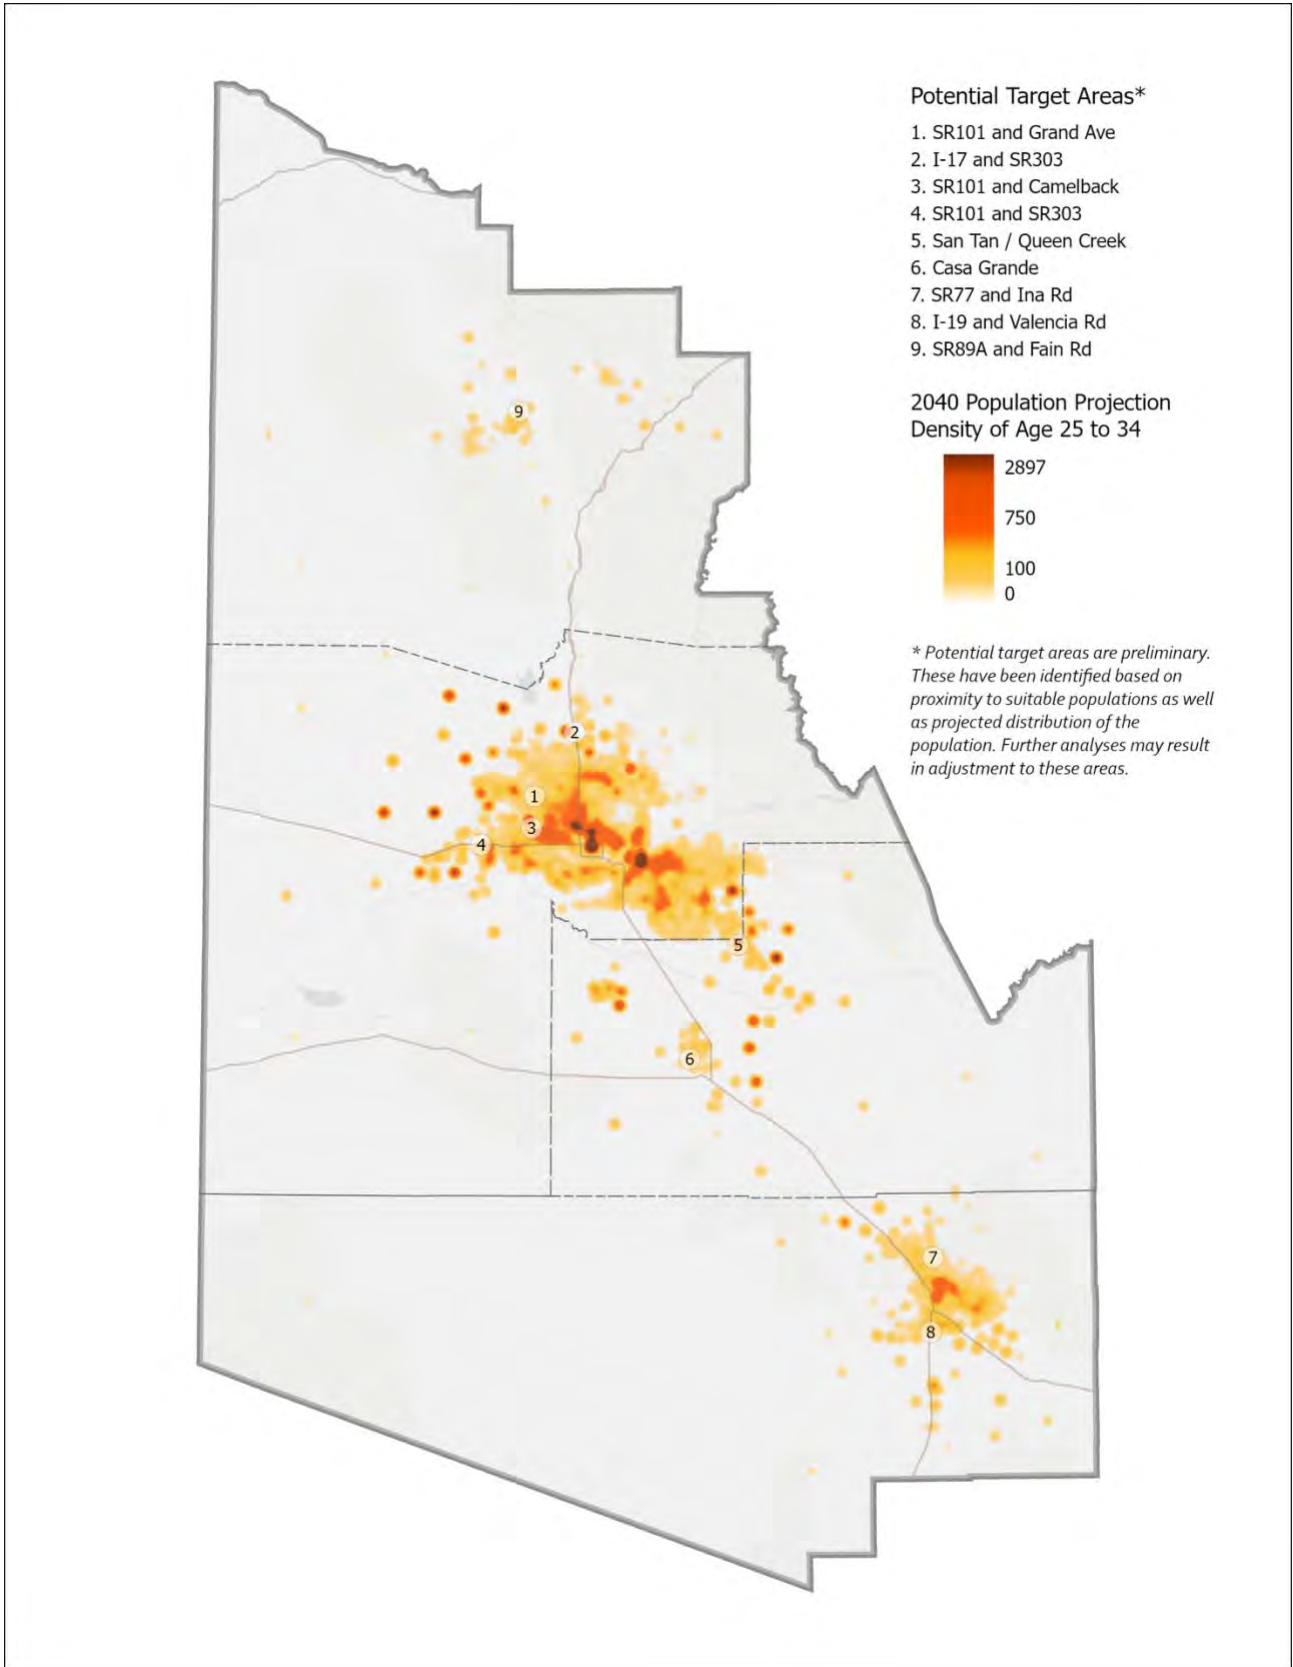 Potential Target Areas*
1. SR101 and Grand Ave
2. I-17 and SR303
3. SR101 and Camelback
4. SR101 and SR303
5. San Tan / Queen Creek
6. Casa Grande
7. SR77 and Ina Rd
8. I-19 and Valencia Rd
9. SR89A and Fain Rd
2040 Population Projection
Density of Age 25 to 34
2897
750
100
0
* Potential target areas are preliminary.
These have been identified based on
proximity to suitable populations as well
as projected distribution of the
population. Further analyses may result
in adjustment to these areas.
9
2
1
3
4
5
6
7
8